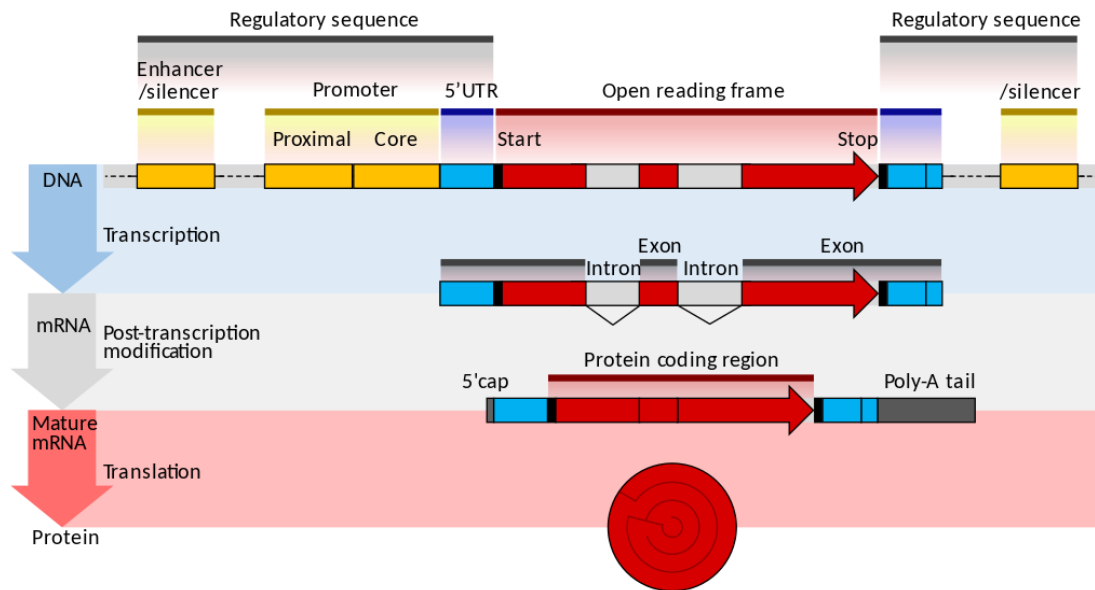 Regulatory sequence
Regulatory sequence
Enhancer
/silencer
Promoter
5’UTR
Open reading frame
/silencer
Proximal
Core
Start
Stop
DNA
Transcription
Exon
Exon
Intron
Intron
mRNA
Post-transcription
modification
Protein coding region
5'cap
Poly-A tail
Mature
mRNA
Translation
Protein